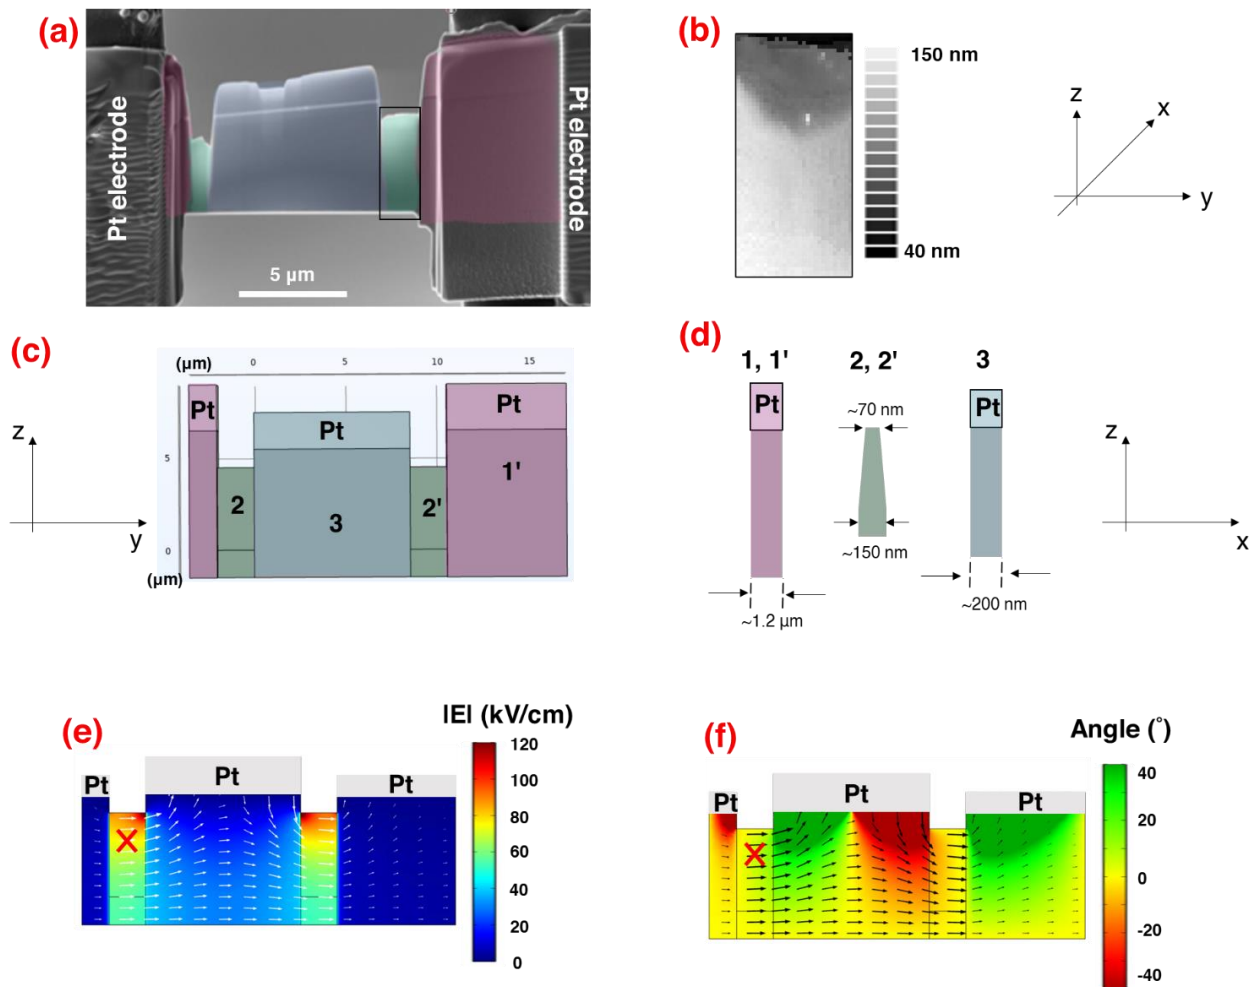 (a)
Pt electrode
Pt electrode
5 µm
(b)
150 nm
40 nm
z
x
y
(c)
(µm)
0
5
10
15
z
y
5
0
(µm)
Pt
Pt
Pt
2
3
2'
1'
(d)
1, 1'
2, 2'
3
Pt
~70 nm
Pt
~150 nm
~1.2 µm
~200 nm
z
x
(e)
|E| (kV/cm)
Pt
Pt
Pt
120
100
80
60
40
20
0
(f)
Angle (°)
Pt
Pt
Pt
40
20
0
-20
-40